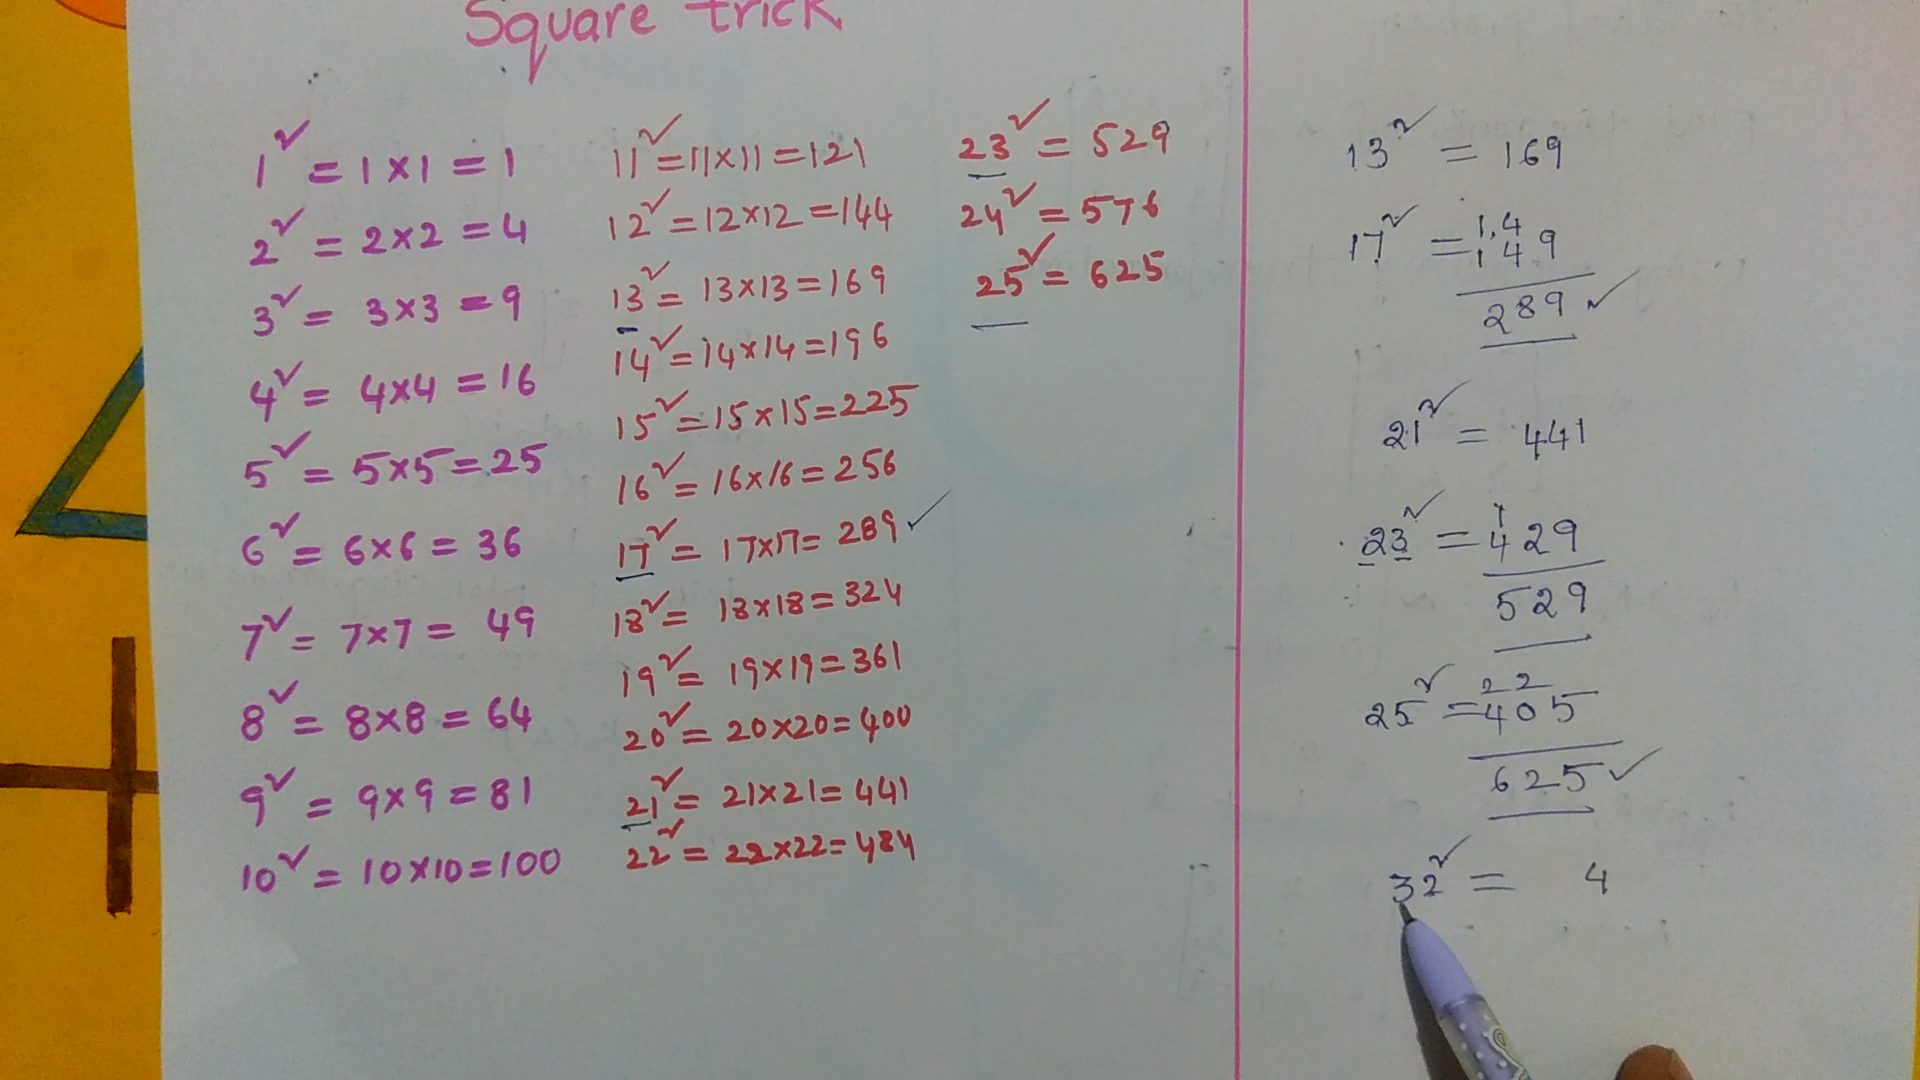 Square trick
1² = 1×1 = 1
2² = 2×2 = 4
3² = 3×3 = 9
4² = 4×4 = 16
5² = 5×5 = 25
6² = 6×6 = 36
7² = 7×7 = 49
8² = 8×8 = 64
9² = 9×9 = 81
10² = 10×10 = 100
11² = 11×11 = 121
12² = 12×12 = 144
13² = 13×13 = 169
14² = 14×14 = 196
15² = 15×15 = 225
16² = 16×16 = 256
17² = 17×17 = 289 ✓
18² = 18×18 = 324
19² = 19×19 = 361
20² = 20×20 = 400
21² = 21×21 = 441
22² = 22×22 = 484
23² = 529
24² = 576
25² = 625
13² = 169
1,4
17² = 149
289 ✓
21² = 441
1
23² = 429
529
2 2
25² = 405
625 ✓
32² = 4